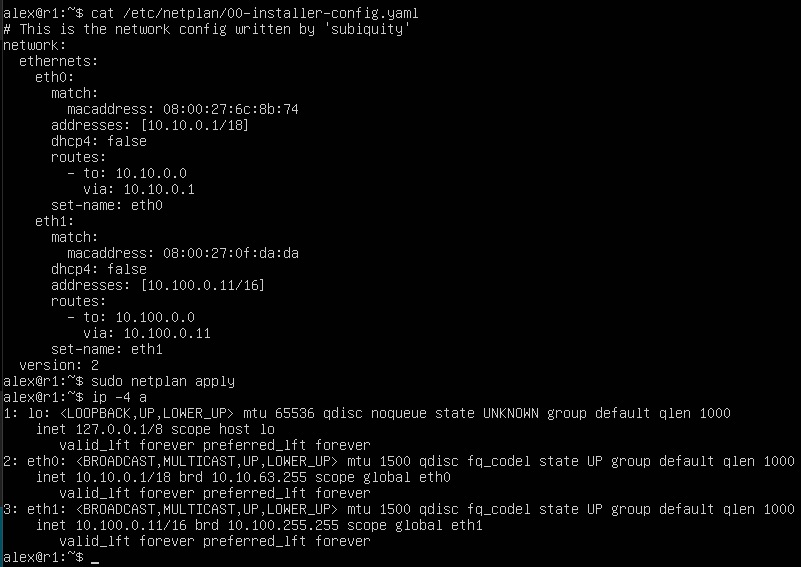 alex@r1:~$ cat /etc/netplan/00-installer-config.yaml
# This is the network config written by 'subiquity'
network:
  ethernets:
    eth0:
      match:
        macaddress: 08:00:27:6c:8b:74
      addresses: [10.10.0.1/18]
      dhcp4: false
      routes:
        - to: 10.10.0.0
          via: 10.10.0.1
      set-name: eth0
    eth1:
      match:
        macaddress: 08:00:27:0f:da:da
      dhcp4: false
      addresses: [10.100.0.11/16]
      routes:
        - to: 10.100.0.0
          via: 10.100.0.11
      set-name: eth1
  version: 2
alex@r1:~$ sudo netplan apply
alex@r1:~$ ip -4 a
1: lo: <LOOPBACK,UP,LOWER_UP> mtu 65536 qdisc noqueue state UNKNOWN group default qlen 1000
    inet 127.0.0.1/8 scope host lo
       valid_lft forever preferred_lft forever
2: eth0: <BROADCAST,MULTICAST,UP,LOWER_UP> mtu 1500 qdisc fq_codel state UP group default qlen 1000
    inet 10.10.0.1/18 brd 10.10.63.255 scope global eth0
       valid_lft forever preferred_lft forever
3: eth1: <BROADCAST,MULTICAST,UP,LOWER_UP> mtu 1500 qdisc fq_codel state UP group default qlen 1000
    inet 10.100.0.11/16 brd 10.100.255.255 scope global eth1
       valid_lft forever preferred_lft forever
alex@r1:~$ _